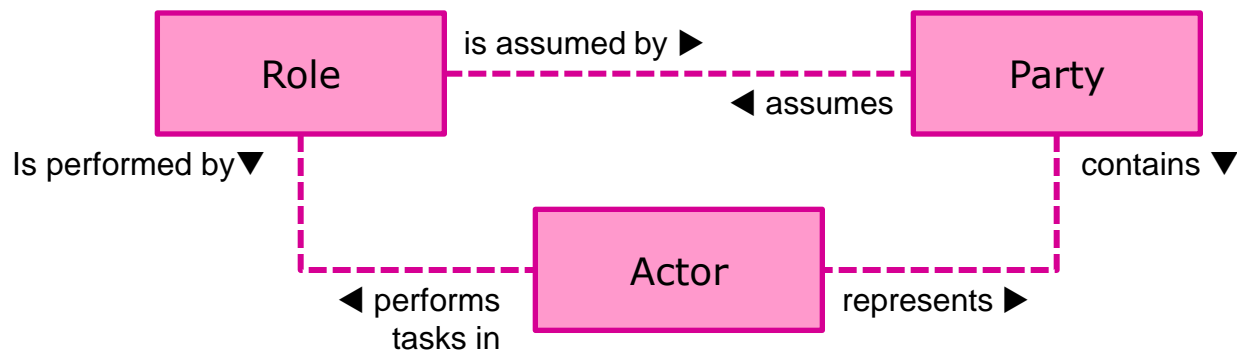 is assumed by ▶
Role
Party
◀ assumes
Is performed by▼
contains ▼
Actor
◀ performs
tasks in
represents ▶